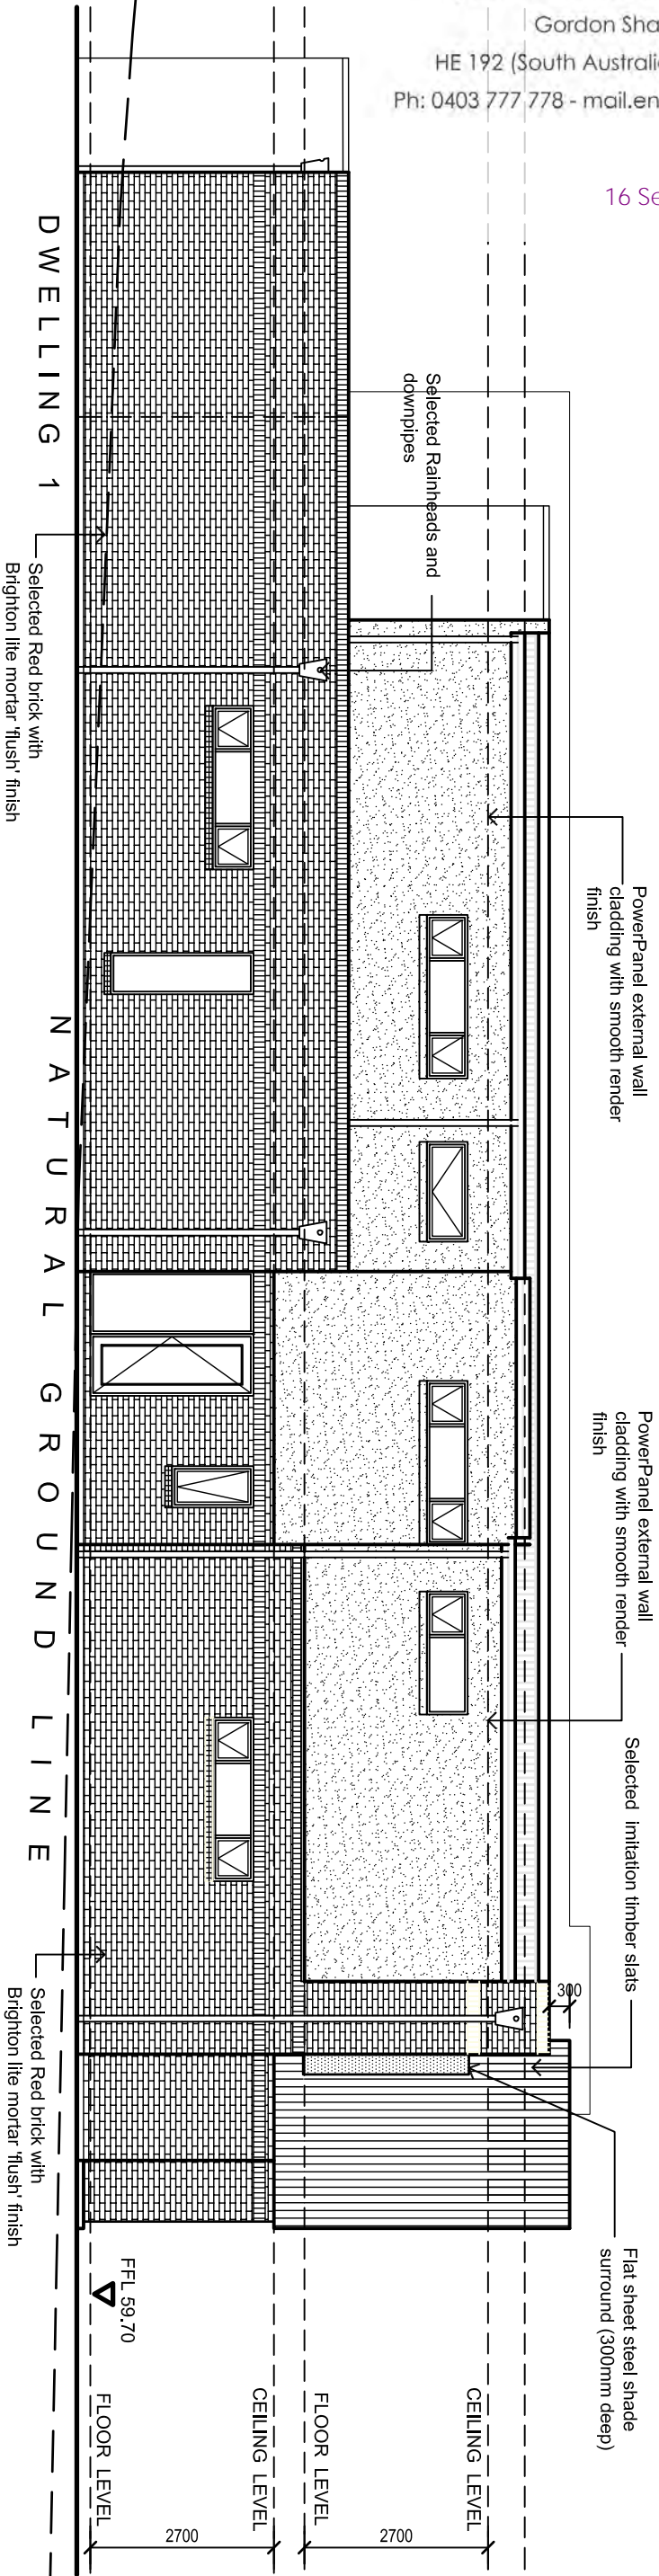 Gordon Sha
HE 192 (South Australi
Ph: 0403 777 778 - mail.en
16 Se
Selected Rainheads and
downpipes
PowerPanel external wall
cladding with smooth render
finish
PowerPanel external wall
cladding with smooth render
finish
Selected imitation timber slats
300
Flat sheet steel shade
surround (300mm deep)
CEILING LEVEL
FLOOR LEVEL
CEILING LEVEL
FLOOR LEVEL
2700
2700
FFL 59.70
DWELLING 1
NATURAL GROUND LINE
Selected Red brick with
Brighton lite mortar 'flush' finish
Selected Red brick with
Brighton lite mortar 'flush' finish